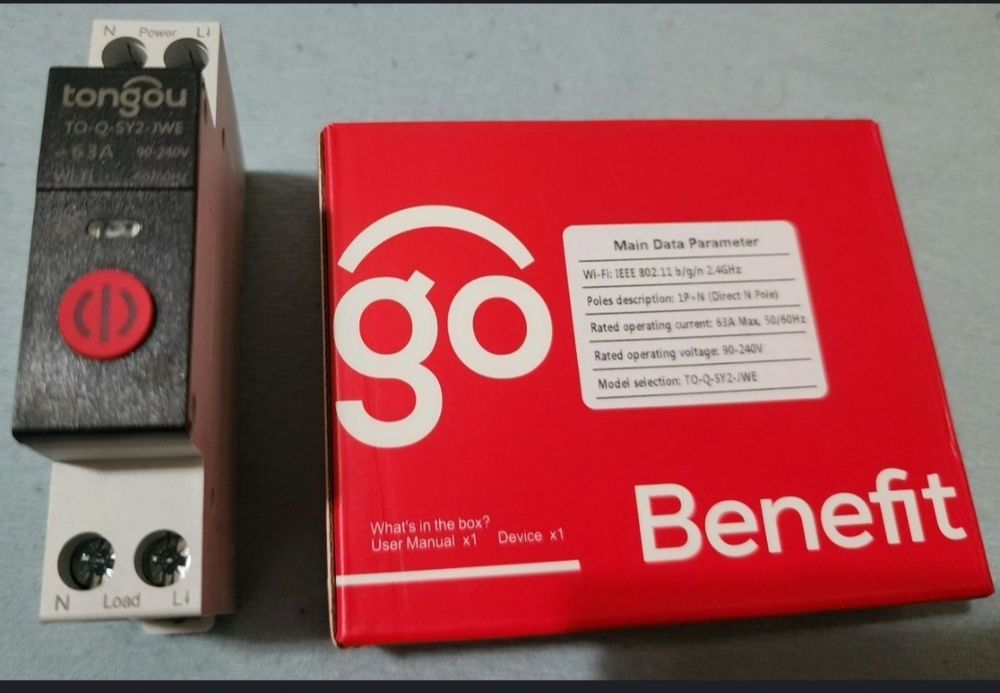 N Power L↓
tongou
TO-Q-SY2-JWE
~63A 90-240V
Wi-Fi 50/60Hz
N Load L↓
go
Main Data Parameter
Wi-Fi: IEEE 802.11 b/g/n 2.4GHz
Poles description: 1P+N (Direct N Pole)
Rated operating current: 63A Max, 50/60Hz
Rated operating voltage: 90-240V
Model selection: TO-Q-SY2-JWE
What's in the box?
User Manual x1 Device x1
Benefit